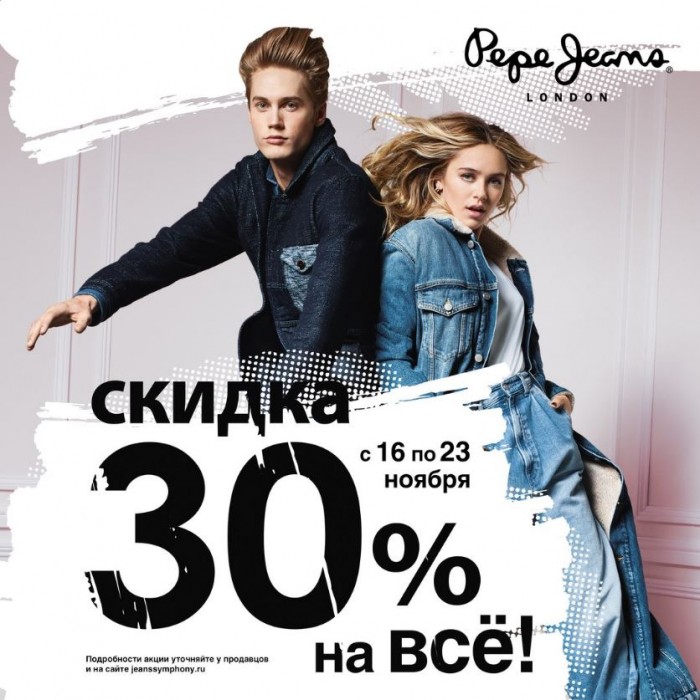 Pepe Jeans®
LONDON
скидка
с 16 по 23
ноября
30%
на всё!
Подробности акции уточняйте у продавцов
и на сайте jeanssymphony.ru